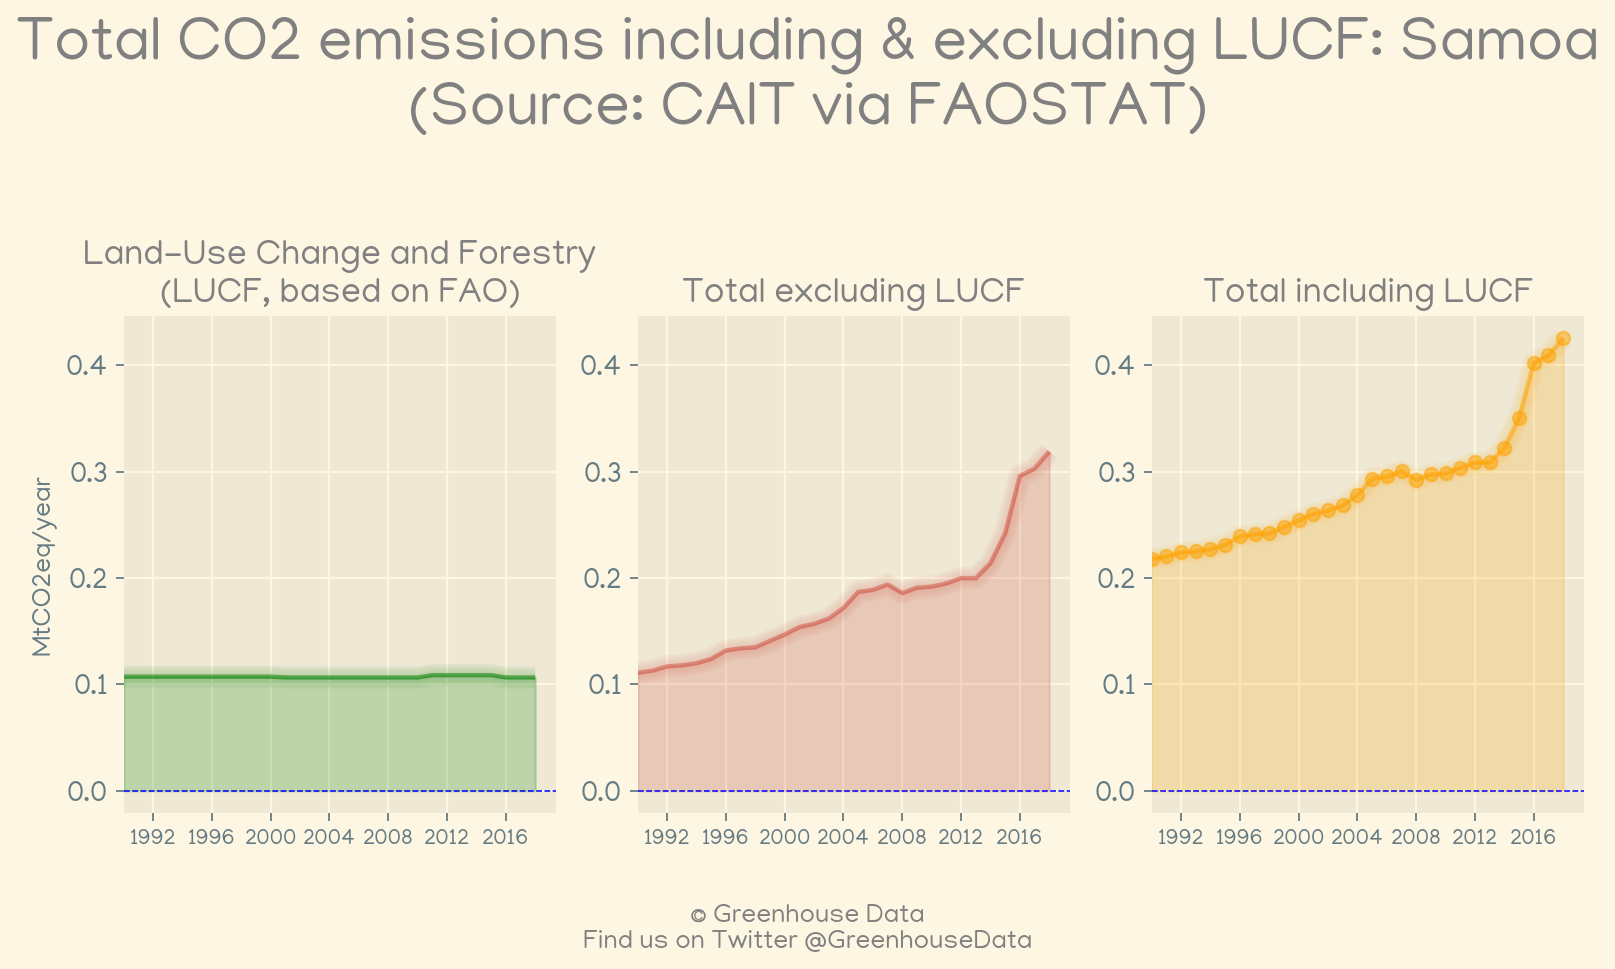 Total CO2 emissions including & excluding LUCF: Samoa
(Source: CAIT via FAOSTAT)
Land-Use Change and Forestry
(LUCF, based on FAO)
Total excluding LUCF
Total including LUCF
MtCO2eq/year
0.4
0.3
0.2
0.1
0.0
1992 1996 2000 2004 2008 2012 2016
0.4
0.3
0.2
0.1
0.0
1992 1996 2000 2004 2008 2012 2016
0.4
0.3
0.2
0.1
0.0
1992 1996 2000 2004 2008 2012 2016
© Greenhouse Data
Find us on Twitter @GreenhouseData